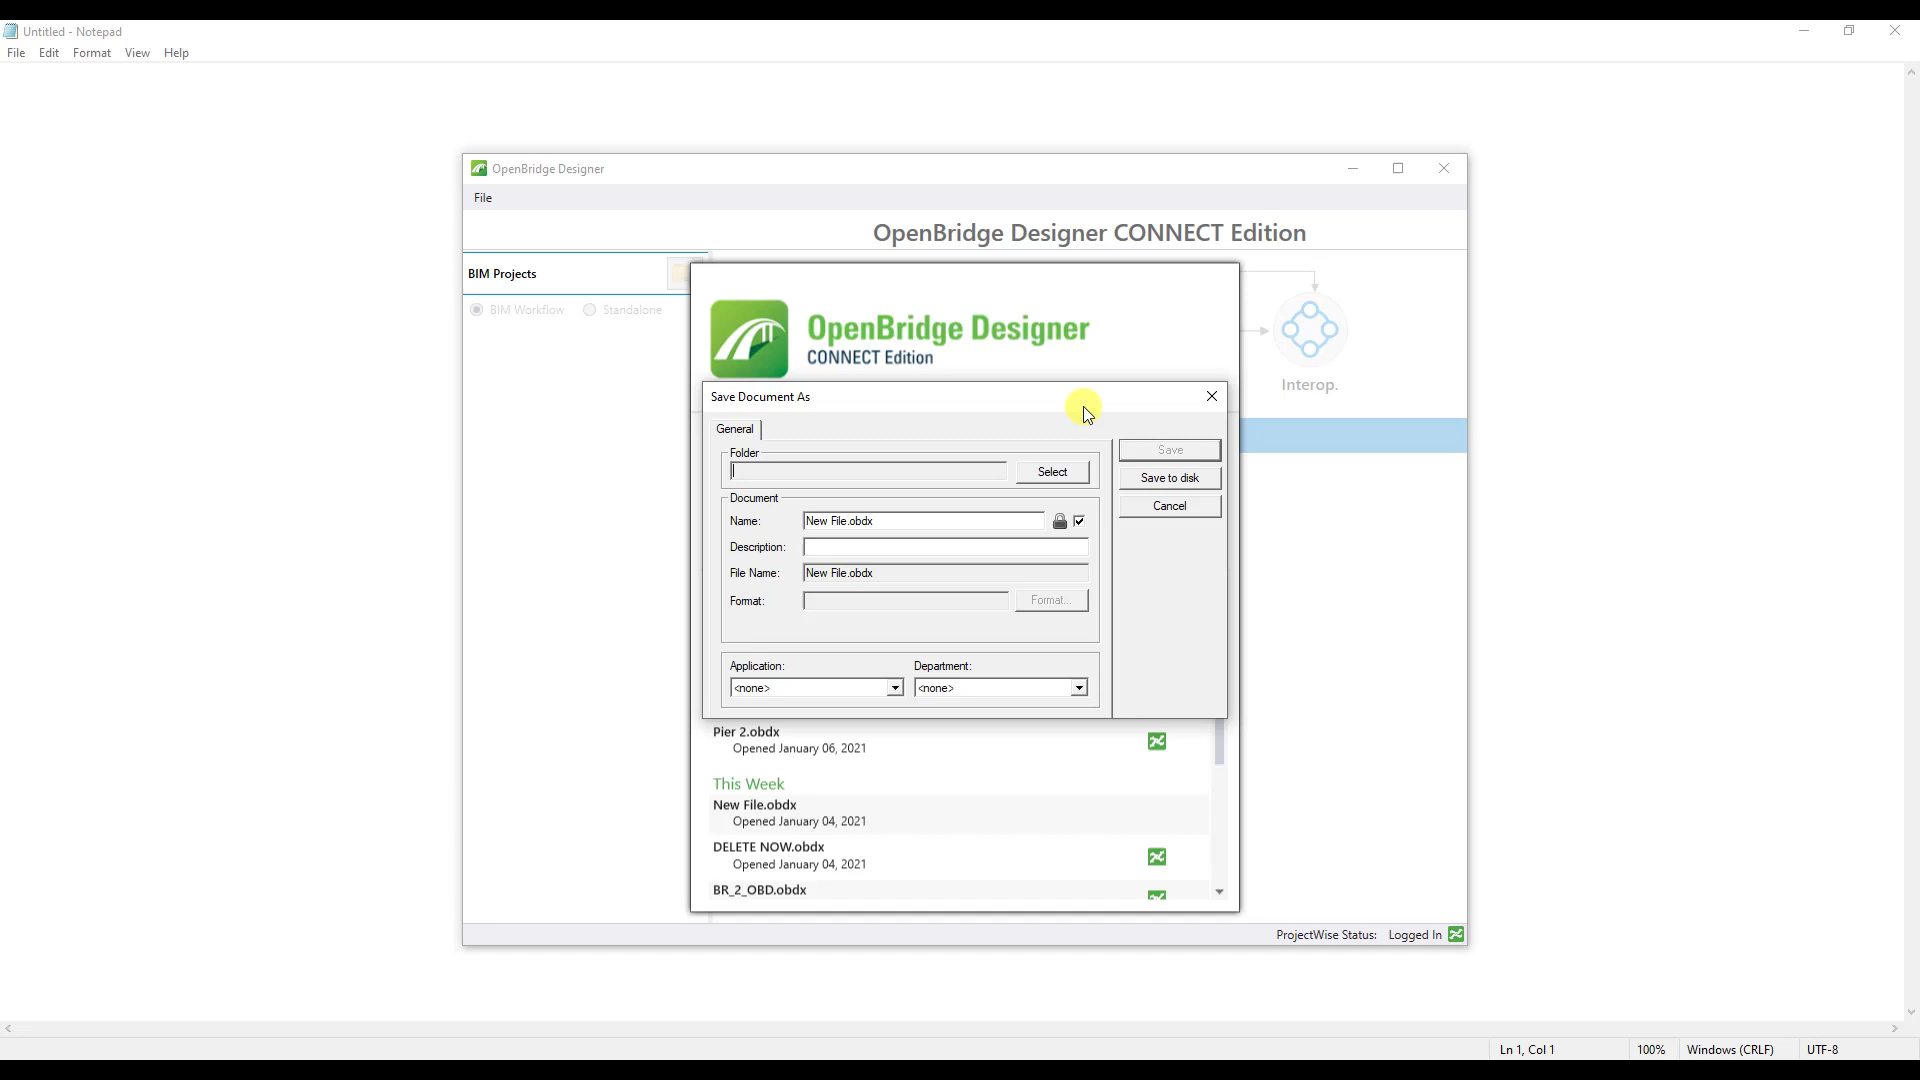 Untitled - Notepad
File Edit Format View Help
OpenBridge Designer
File
OpenBridge Designer CONNECT Edition
BIM Projects
BIM Workflow Standalone
Interop.
OpenBridge Designer
CONNECT Edition
Save Document As
General
Folder
Select
Save
Save to disk
Cancel
Document
Name: New File.obdx
Description:
File Name: New File.obdx
Format: Format...
Application: Department:
<none> <none>
Pier 2.obdx
Opened January 06, 2021
This Week
New File.obdx
Opened January 04, 2021
DELETE NOW.obdx
Opened January 04, 2021
BR_2_OBD.obdx
ProjectWise Status: Logged In
Ln 1, Col 1 100% Windows (CRLF) UTF-8